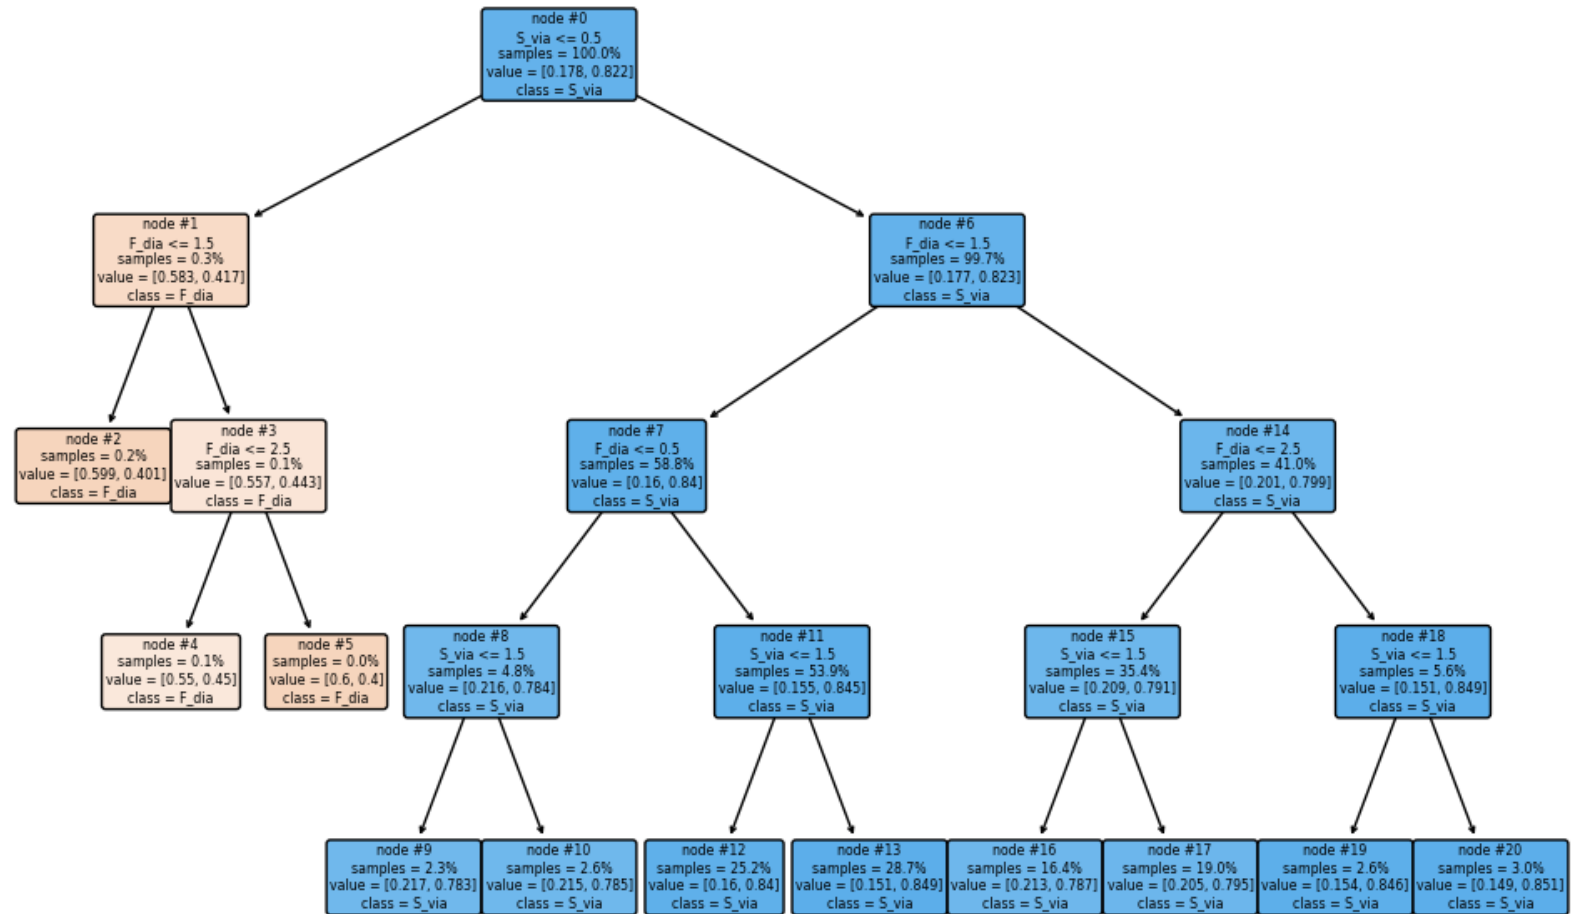 node #0
S_via <= 0.5
samples = 100.0%
value = [0.178, 0.822]
class = S_via
node #1
F_dia <= 1.5
samples = 0.3%
value = [0.583, 0.417]
class = F_dia
node #6
F_dia <= 1.5
samples = 99.7%
value = [0.177, 0.823]
class = S_via
node #2
samples = 0.2%
value = [0.599, 0.401]
class = F_dia
node #3
F_dia <= 2.5
samples = 0.1%
value = [0.557, 0.443]
class = F_dia
node #7
F_dia <= 0.5
samples = 58.8%
value = [0.16, 0.84]
class = S_via
node #14
F_dia <= 2.5
samples = 41.0%
value = [0.201, 0.799]
class = S_via
node #4
samples = 0.1%
value = [0.55, 0.45]
class = F_dia
node #5
samples = 0.0%
value = [0.6, 0.4]
class = F_dia
node #8
S_via <= 1.5
samples = 4.8%
value = [0.216, 0.784]
class = S_via
node #11
S_via <= 1.5
samples = 53.9%
value = [0.155, 0.845]
class = S_via
node #15
S_via <= 1.5
samples = 35.4%
value = [0.209, 0.791]
class = S_via
node #18
S_via <= 1.5
samples = 5.6%
value = [0.151, 0.849]
class = S_via
node #9
samples = 2.3%
value = [0.217, 0.783]
class = S_via
node #10
samples = 2.6%
value = [0.215, 0.785]
class = S_via
node #12
samples = 25.2%
value = [0.16, 0.84]
class = S_via
node #13
samples = 28.7%
value = [0.151, 0.849]
class = S_via
node #16
samples = 16.4%
value = [0.213, 0.787]
class = S_via
node #17
samples = 19.0%
value = [0.205, 0.795]
class = S_via
node #19
samples = 2.6%
value = [0.154, 0.846]
class = S_via
node #20
samples = 3.0%
value = [0.149, 0.851]
class = S_via